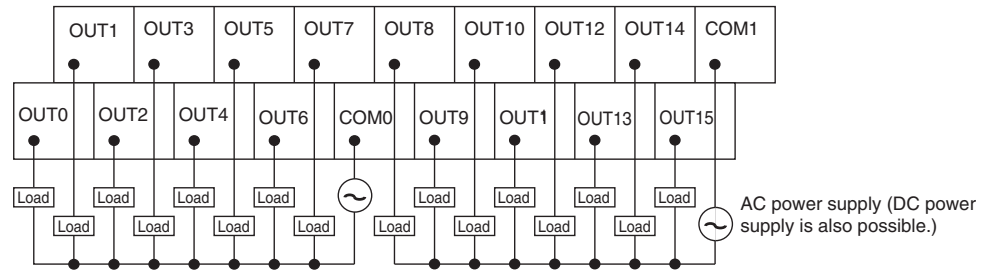 OUT1 OUT3 OUT5 OUT7 OUT8 OUT10 OUT12 OUT14 COM1
OUT0 OUT2 OUT4 OUT6 COM0 OUT9 OUT1 OUT13 OUT15
Load Load Load Load Load Load Load Load
Load Load Load Load Load Load Load Load
AC power supply (DC power
supply is also possible.)